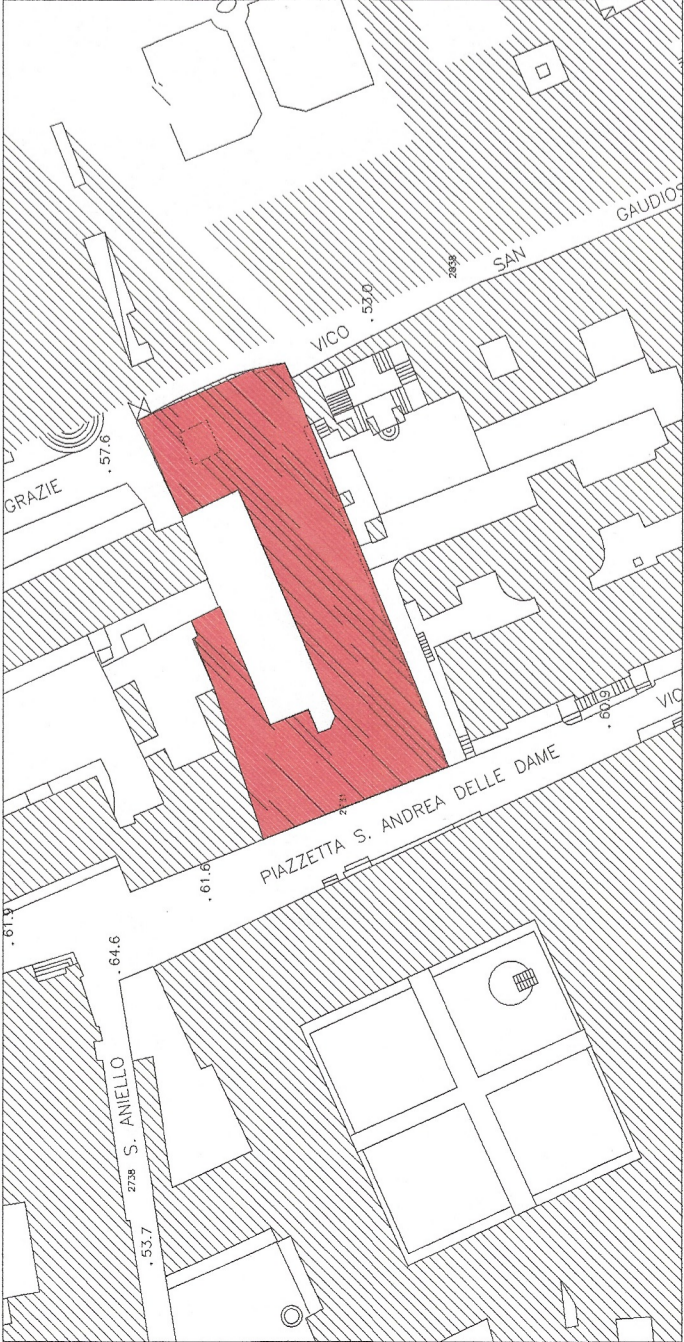 GAUDIOS
SAN
2838
. 53.0
VICO
. 57.6
GRAZIE
. 60.9
VIC
PIAZZETTA S. ANDREA DELLE DAME
. 61.6
. 61.9
. 64.6
S. ANIELLO
2738
. 53.7